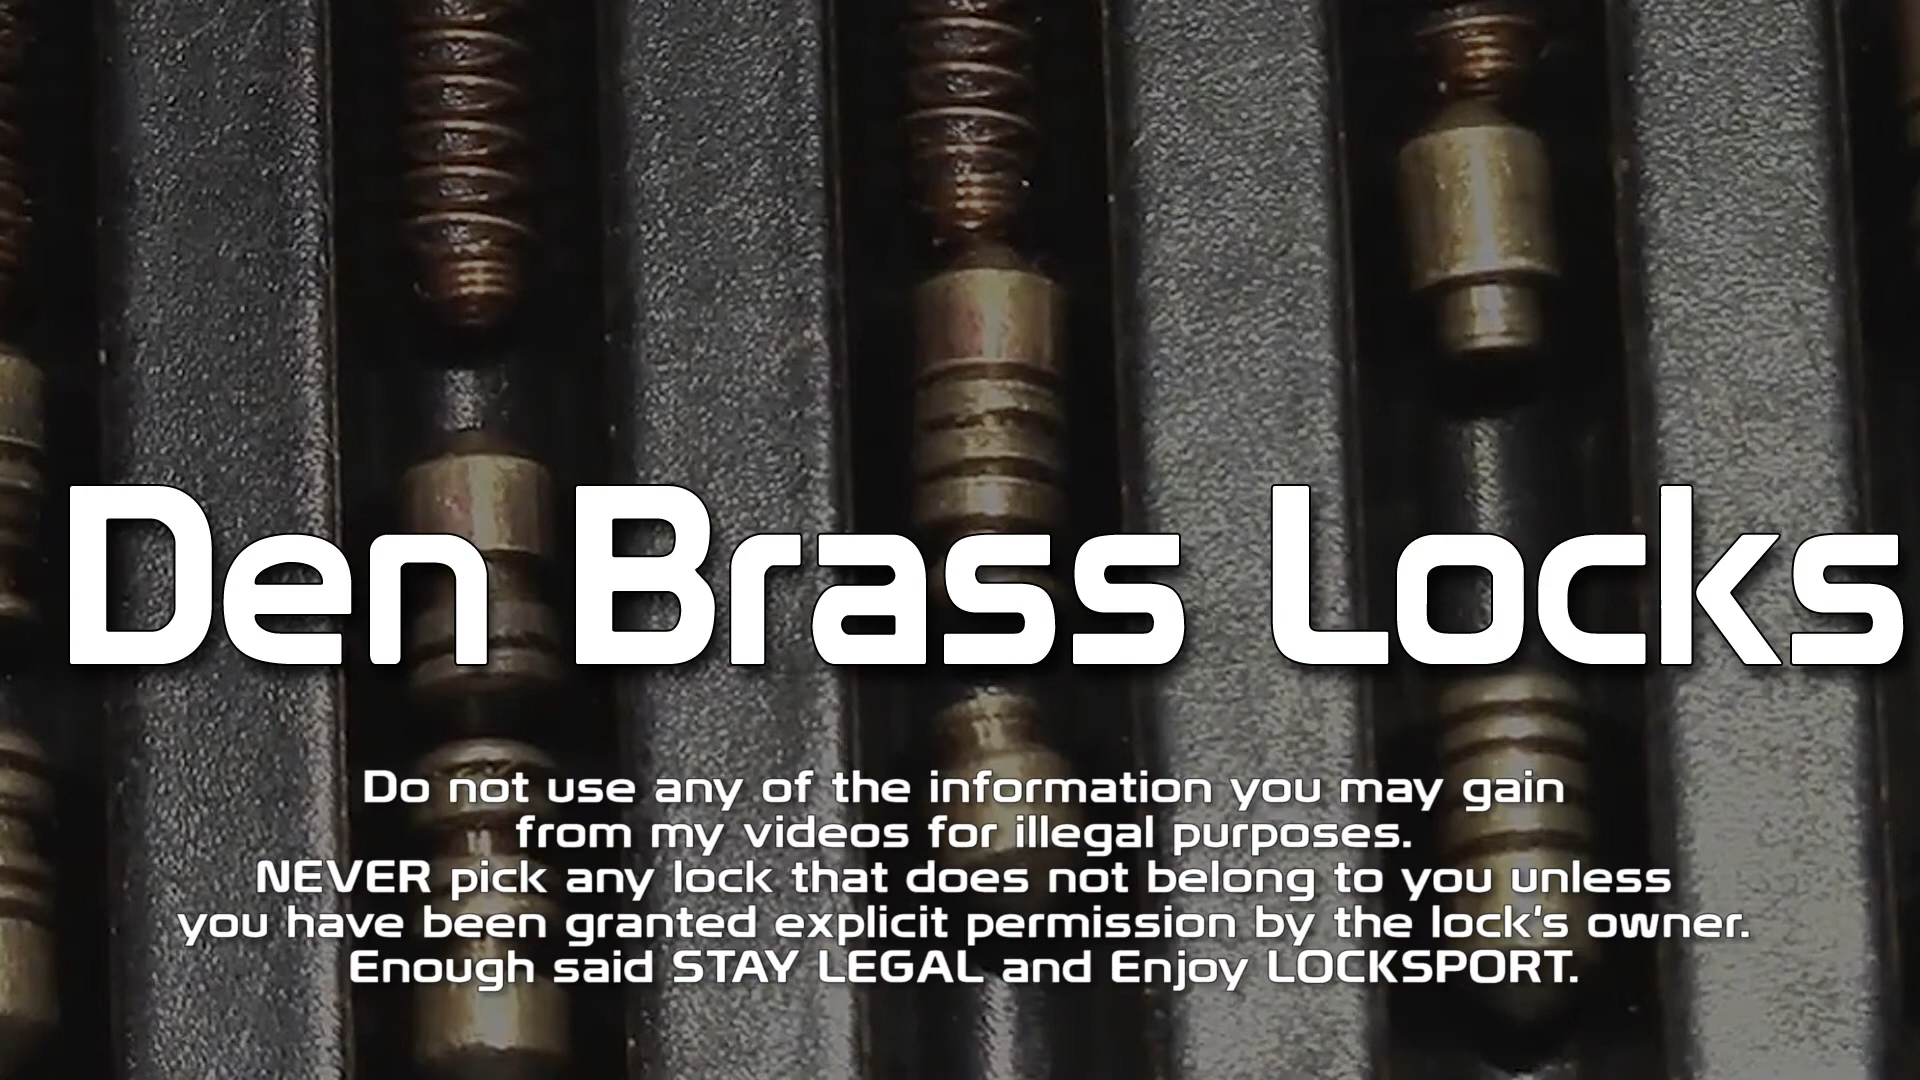 Den Brass Locks
Do not use any of the information you may gain
from my videos for illegal purposes.
NEVER pick any lock that does not belong to you unless
you have been granted explicit permission by the lock's owner.
Enough said STAY LEGAL and Enjoy LOCKSPORT.